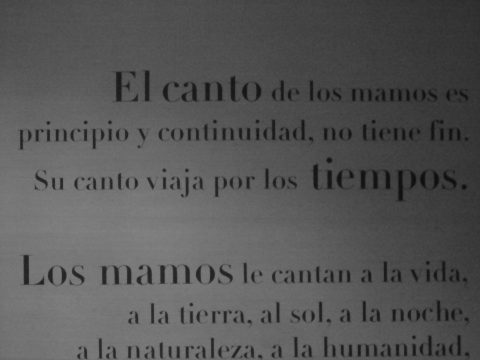 El canto de los mamos es
principio y continuidad, no tiene fin.
Su canto viaja por los tiempos.
Los mamos le cantan a la vida,
a la tierra, al sol, a la noche,
a la naturaleza, a la humanidad,